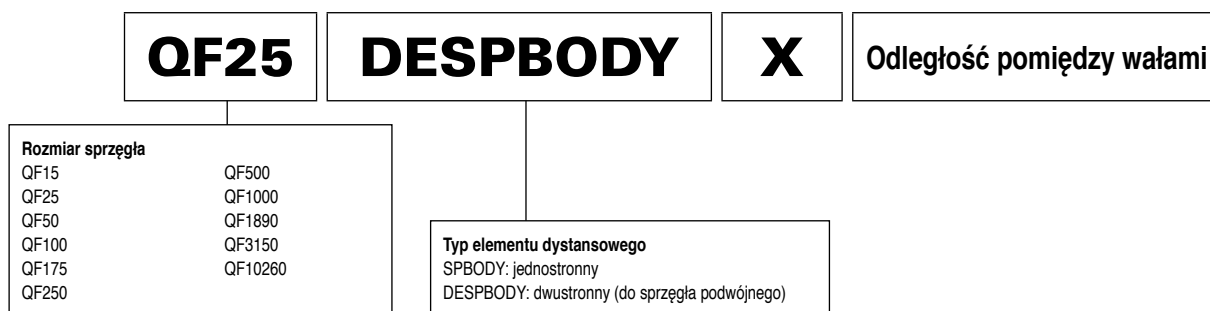 QF25 DESPBODY X Odległość pomiędzy wałami
Rozmiar sprzęgła
QF15
QF25
QF50
QF100
QF175
QF250
QF500
QF1000
QF1890
QF3150
QF10260
Typ elementu dystansowego
SPBODY: jednostronny
DESPBODY: dwustronny (do sprzęgła podwójnego)